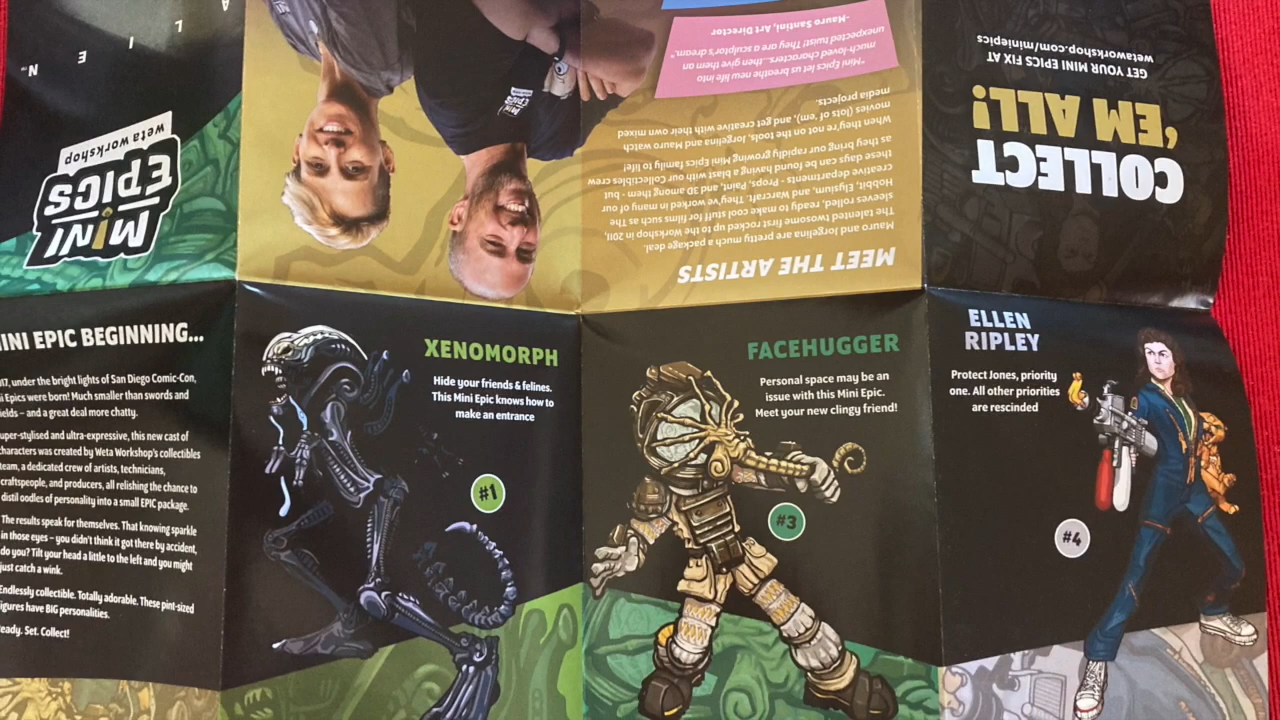 A L I E N
MINI
EPICS
weta workshop
MINI
EPICS
MEET THE ARTISTS
Mauro and Jorgelina are pretty much a package deal.
The talented twosome first rocked up to the Workshop in 2011,
sleeves rolled, ready to make cool stuff for films such as The
Hobbit, Elysium, and Warcraft. They've worked in many of our
creative departments - Props, Paint, and 3D among them - but
these days can be found having a blast with our Collectibles crew
as they bring our rapidly growing Mini Epics family to life!
When they're not on the tools, Jorgelina and Mauro watch
movies (lots of 'em), and get creative with their own mixed
media projects.
"Mini Epics let us breathe new life into
much-loved characters...then give them an
unexpected twist! They are a sculptor's dream,"
-Mauro Santini, Art Director
COLLECT
'EM ALL!
GET YOUR MINI EPICS FIX AT
wetaworkshop.com/miniepics
EPIC BEGINNING...
under the bright lights of San Diego Comic-Con,
Epics were born! Much smaller than swords and
– and a great deal more chatty.
super-stylised and ultra-expressive, this new cast of
characters was created by Weta Workshop's collectibles
team, a dedicated crew of artists, technicians,
craftspeople, and producers, all relishing the chance to
distil oodles of personality into a small EPIC package.
The results speak for themselves. That knowing sparkle
in those eyes – you didn't think it got there by accident,
do you? Tilt your head a little to the left and you might
just catch a wink.
Endlessly collectible. Totally adorable. These pint-sized
figures have BIG personalities.
Ready. Set. Collect!
XENOMORPH
Hide your friends & felines.
This Mini Epic knows how to
make an entrance
#1
FACEHUGGER
Personal space may be an
issue with this Mini Epic.
Meet your new clingy friend!
#3
ELLEN
RIPLEY
Protect Jones, priority
one. All other priorities
are rescinded
#4